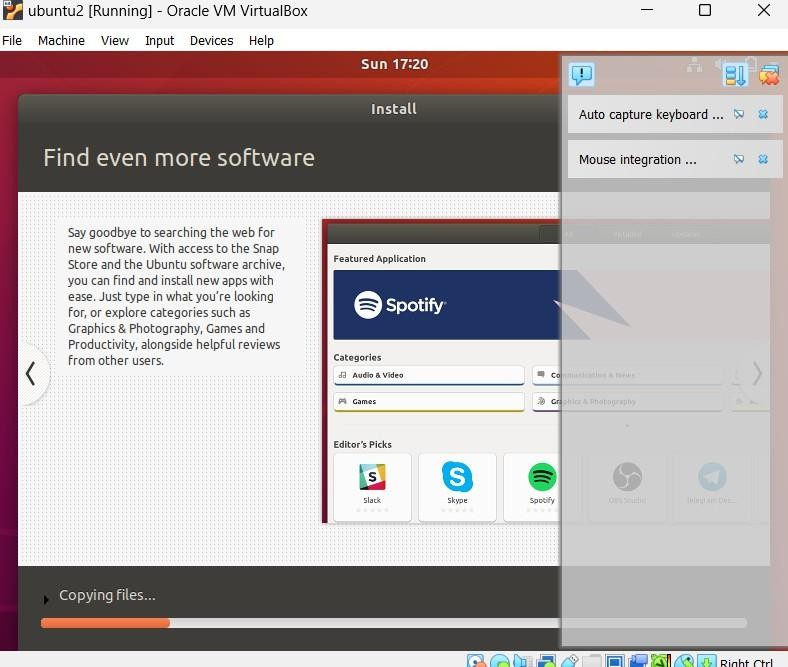 ubuntu2 [Running] - Oracle VM VirtualBox
File Machine View Input Devices Help
Sun 17:20
Install
Auto capture keyboard ...
Mouse integration ...
Find even more software
Say goodbye to searching the web for
new software. With access to the Snap
Store and the Ubuntu software archive,
you can find and install new apps with
ease. Just type in what you're looking
for, or explore categories such as
Graphics & Photography, Games and
Productivity, alongside helpful reviews
from other users.
All Installed Updates
Featured Application
Spotify
Categories
Audio & Video Communication & News
Games Graphics & Photography
Editor's Picks
Slack Skype Spotify OBS Studio Telegram Des...
Copying files...
Right Ctrl